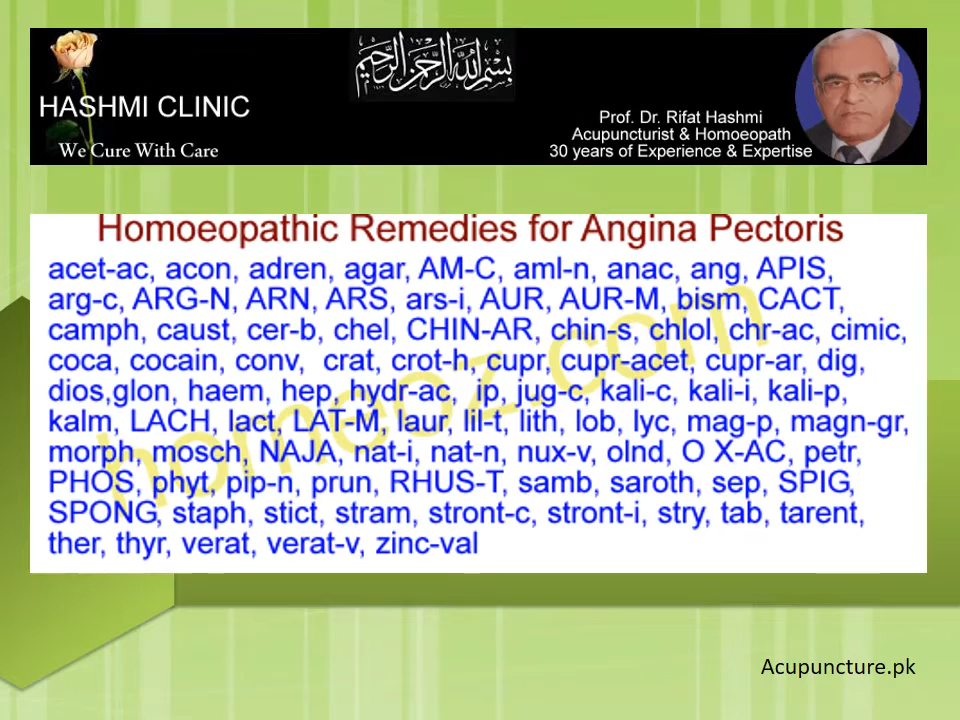 بسم الله الرحمن الرحيم
HASHMI CLINIC
We Cure With Care
Prof. Dr. Rifat Hashmi
Acupuncturist & Homoeopath
30 years of Experience & Expertise
Homoeopathic Remedies for Angina Pectoris
acet-ac, acon, adren, agar, AM-C, aml-n, anac, ang, APIS,
arg-c, ARG-N, ARN, ARS, ars-i, AUR, AUR-M, bism, CACT,
camph, caust, cer-b, chel, CHIN-AR, chin-s, chlol, chr-ac, cimic,
coca, cocain, conv, crat, crot-h, cupr, cupr-acet, cupr-ar, dig,
dios,glon, haem, hep, hydr-ac, ip, jug-c, kali-c, kali-i, kali-p,
kalm, LACH, lact, LAT-M, laur, lil-t, lith, lob, lyc, mag-p, magn-gr,
morph, mosch, NAJA, nat-i, nat-n, nux-v, olnd, O X-AC, petr,
PHOS, phyt, pip-n, prun, RHUS-T, samb, saroth, sep, SPIG,
SPONG, staph, stict, stram, stront-c, stront-i, stry, tab, tarent,
ther, thyr, verat, verat-v, zinc-val
homeoz.com
Acupuncture.pk